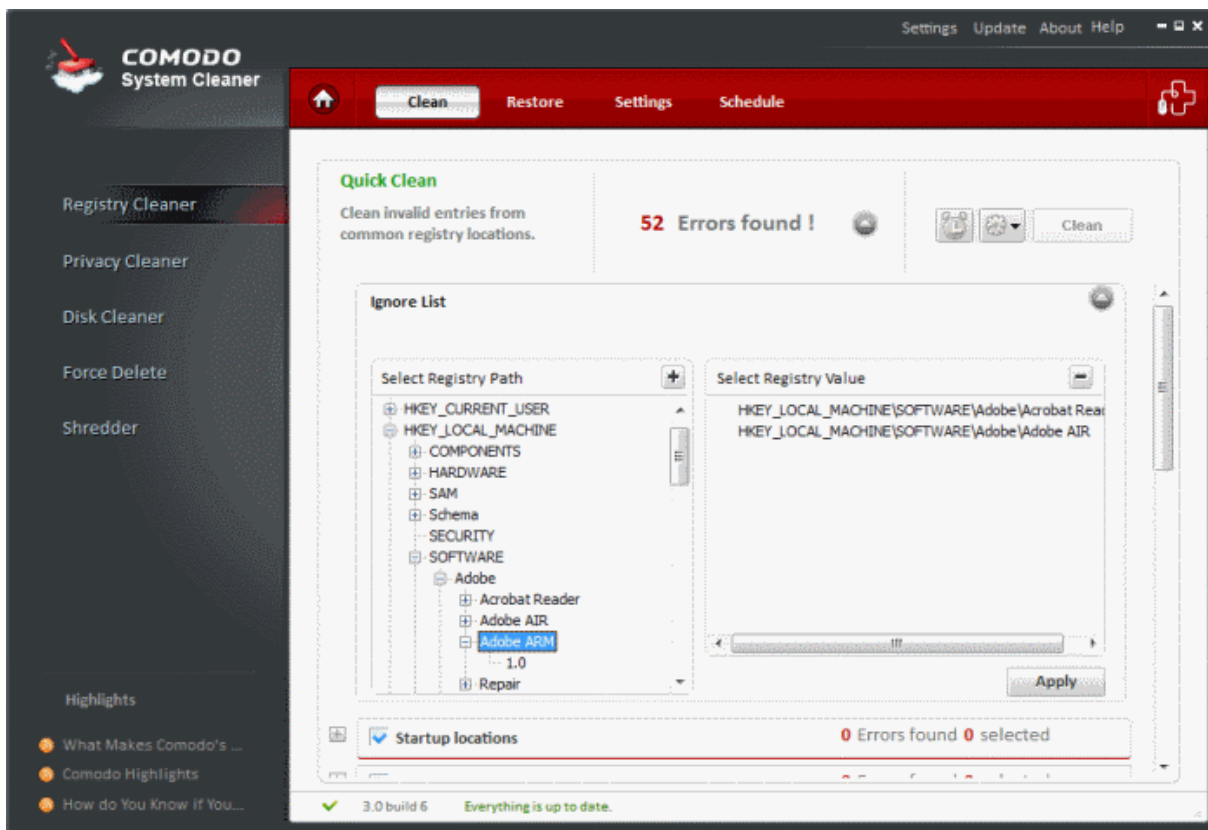 Settings Update About Help
COMODO
System Cleaner
Clean Restore Settings Schedule
Registry Cleaner
Privacy Cleaner
Disk Cleaner
Force Delete
Shredder
Quick Clean
Clean invalid entries from
common registry locations.
52 Errors found !
Clean
Ignore List
Select Registry Path
HKEY_CURRENT_USER
HKEY_LOCAL_MACHINE
COMPONENTS
HARDWARE
SAM
Schema
SECURITY
SOFTWARE
Adobe
Acrobat Reader
Adobe AIR
Adobe ARM
1.0
Repair
Select Registry Value
HKEY_LOCAL_MACHINE\SOFTWARE\Adobe\Acrobat Read
HKEY_LOCAL_MACHINE\SOFTWARE\Adobe\Adobe AIR
Apply
Startup locations 0 Errors found 0 selected
Highlights
What Makes Comodo's ...
Comodo Highlights
How do You Know if You...
3.0 build 6 Everything is up to date.